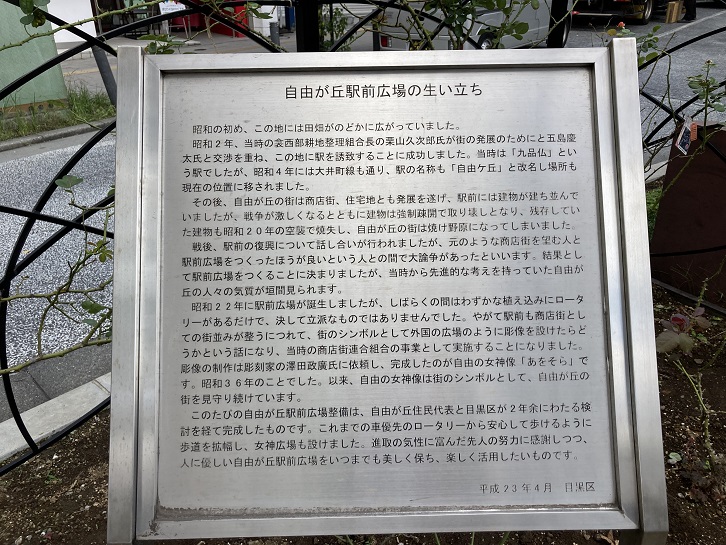 自由が丘駅前広場の生い立ち
昭和の初め、この地には田畑がのどかに広がっていました。
昭和２年、当時の衾西部耕地整理組合長の栗山久次郎氏が街の発展のためにと五島慶
太氏と交渉を重ね、この地に駅を誘致することに成功しました。当時は「九品仏」とい
う駅でしたが、昭和４年には大井町線も通り、駅の名称も「自由ケ丘」と改名し場所も
現在の位置に移されました。
その後、自由が丘の街は商店街、住宅地とも発展を遂げ、駅前には建物が建ち並んで
いましたが、戦争が激しくなるとともに建物は強制疎開で取り壊しとなり、残存してい
た建物も昭和２０年の空襲で焼失し、自由が丘の街は焼け野原になってしまいました。
戦後、駅前の復興について話し合いが行われましたが、元のような商店街を望む人と
駅前広場をつくったほうが良いという人との間で大論争があったといいます。結果とし
て駅前広場をつくることに決まりましたが、当時から先進的な考えを持っていた自由が
丘の人々の気質が垣間見られます。
昭和２２年に駅前広場が誕生しましたが、しばらくの間はわずかな植え込みにロータ
リーがあるだけで、決して立派なものではありませんでした。やがて駅前も商店街とし
ての街並みが整うにつれて、街のシンボルとして外国の広場のように彫像を設けたらど
うかという話になり、当時の商店街連合組合の事業として実施することになりました。
彫像の制作は彫刻家の澤田政廣氏に依頼し、完成したのが自由の女神像「あをそら」で
す。昭和３６年のことでした。以来、自由の女神像は街のシンボルとして、自由が丘の
街を見守り続けています。
このたびの自由が丘駅前広場整備は、自由が丘住民代表と目黒区が２年余にわたる検
討を経て完成したものです。これまでの車優先のロータリーから安心して歩けるように
歩道を拡幅し、女神広場も設けました。進取の気性に富んだ先人の努力に感謝しつつ、
人に優しい自由が丘駅前広場をいつまでも美しく保ち、楽しく活用したいものです。
平成２３年４月　目黒区